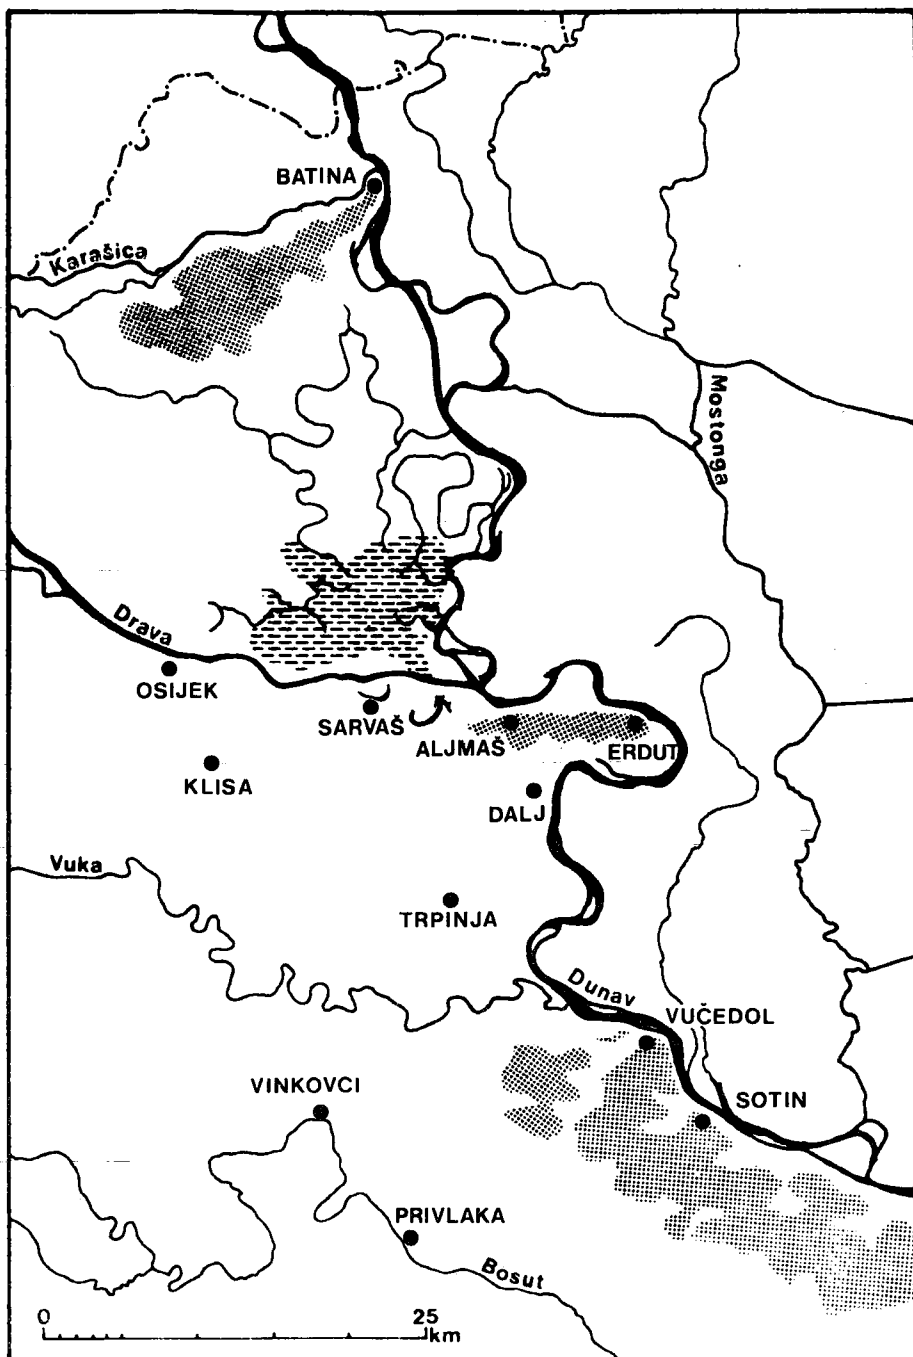 BATINA
Karašica
Mostonga
Drava
OSIJEK
SARVAŠ
ALJMAŠ
ERDUT
KLISA
DALJ
Vuka
TRPINJA
Dunav
VUČEDOL
VINKOVCI
SOTIN
PRIVLAKA
Bosut
0 25
km